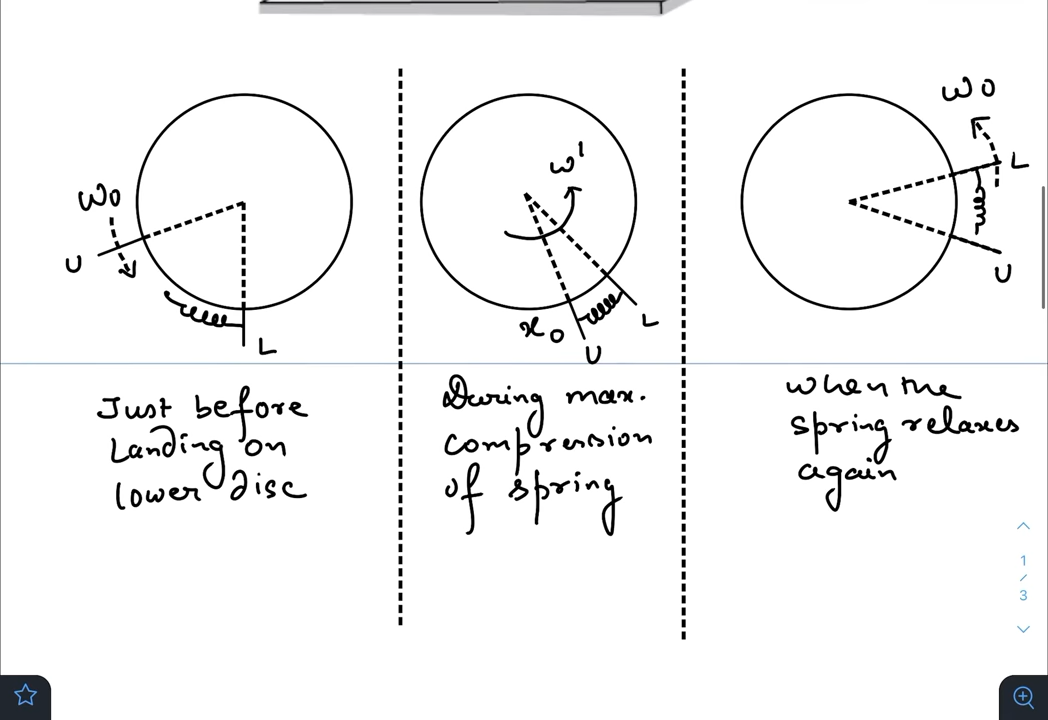 ω0
U
L
ω'
x0
U
L
ω0
L
U
Just before
Landing on
lower disc
During max.
compression
of spring
when the
spring relaxes
again
1
/
3